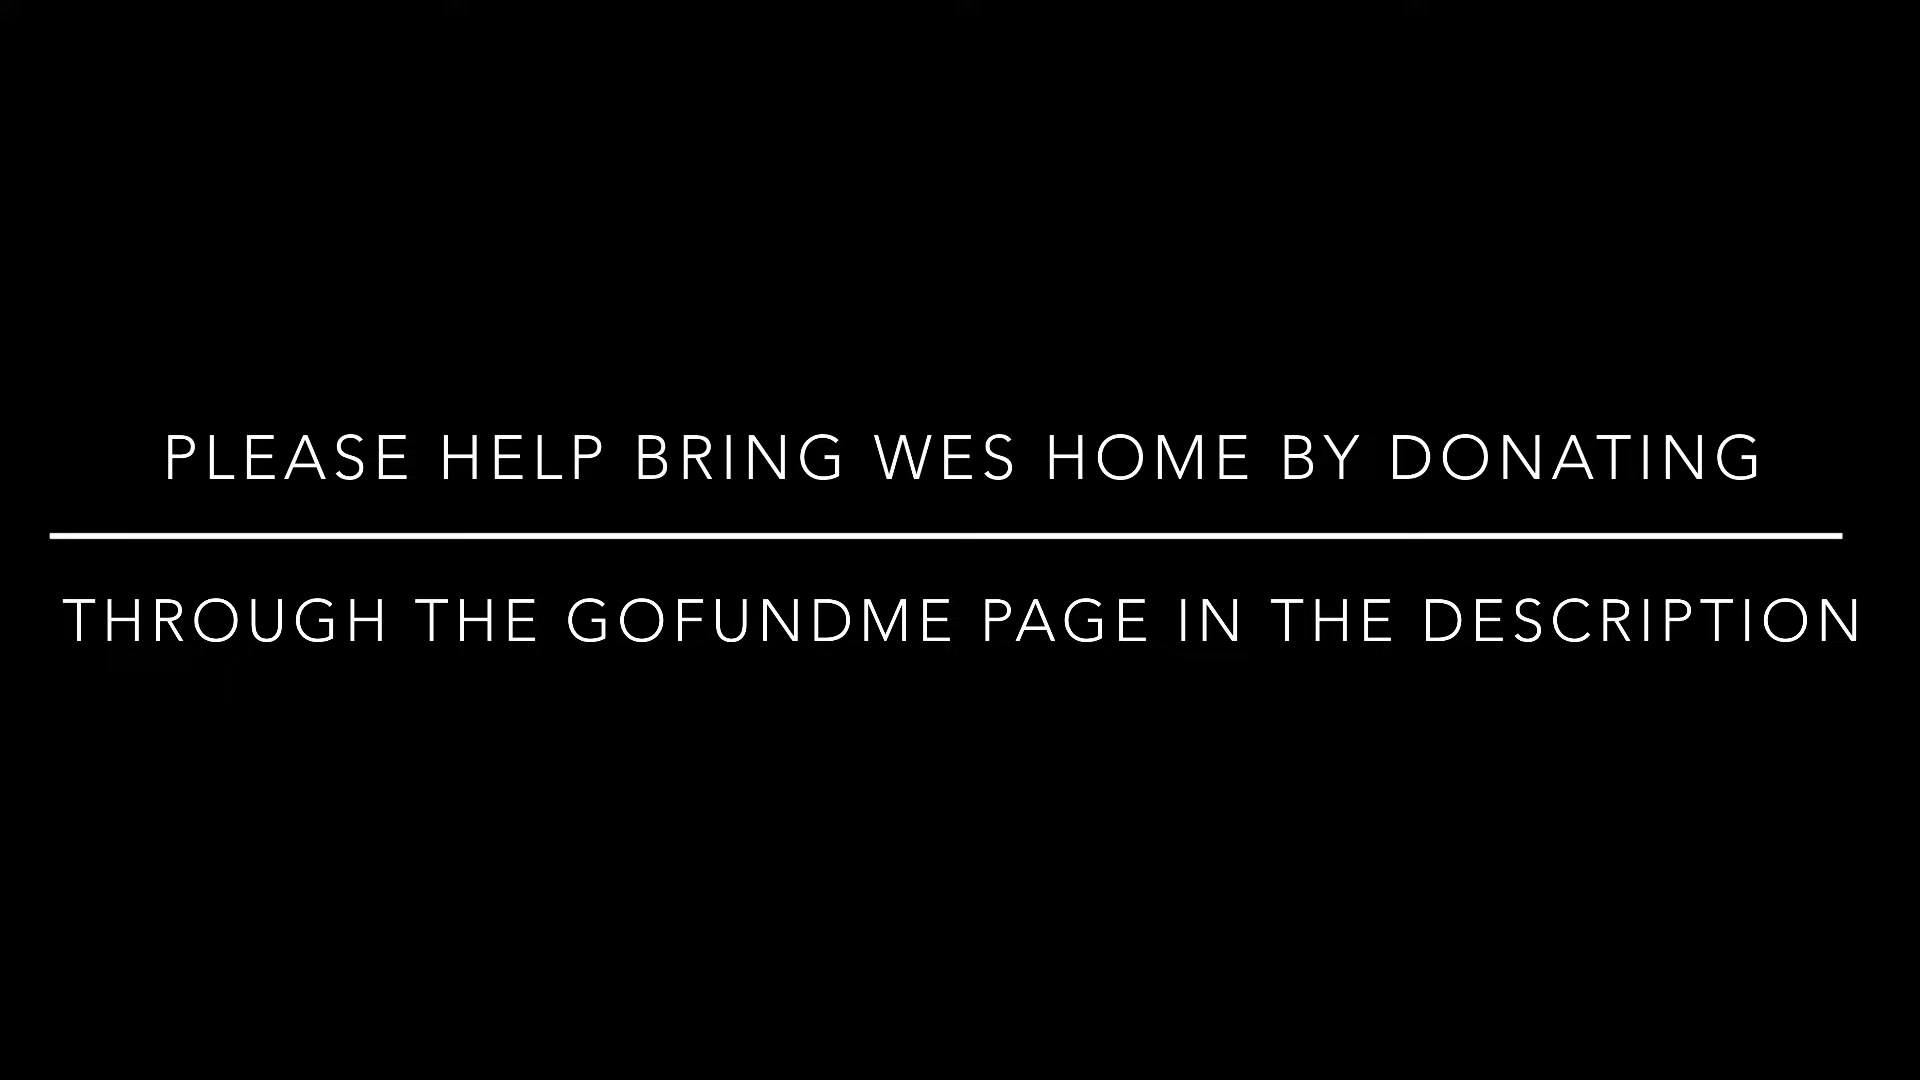 PLEASE HELP BRING WES HOME BY DONATING
THROUGH THE GOFUNDME PAGE IN THE DESCRIPTION